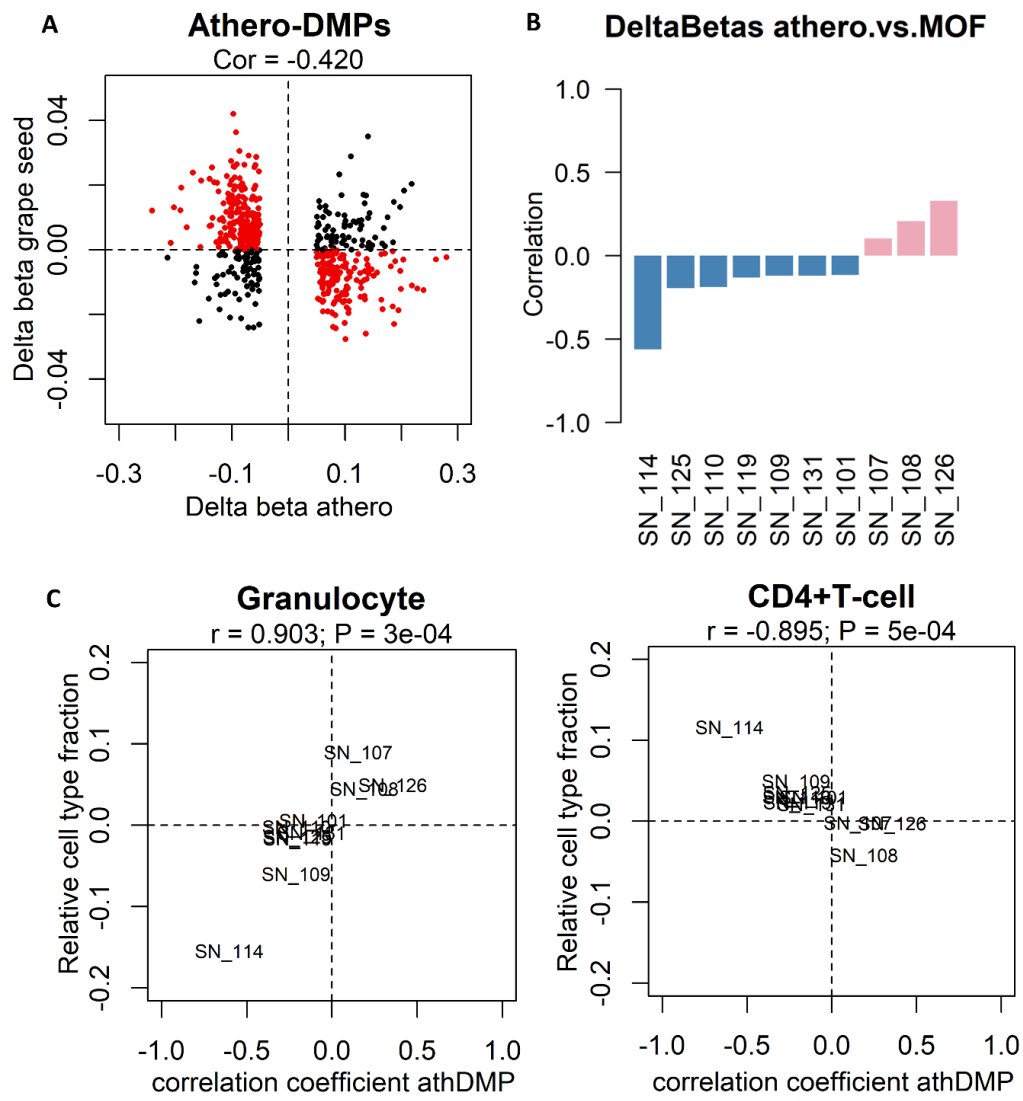 A
Athero-DMPs
Cor = -0.420
Delta beta grape seed
0.04
0.00
-0.04
-0.3
-0.1
0.1
0.3
Delta beta athero
B
DeltaBetas athero.vs.MOF
Correlation
1.0
0.5
0.0
-0.5
-1.0
SN_114
SN_125
SN_110
SN_119
SN_109
SN_131
SN_101
SN_107
SN_108
SN_126
C
Granulocyte
r = 0.903; P = 3e-04
Relative cell type fraction
0.2
0.1
0.0
-0.1
-0.2
SN_107
SN_108
SN_126
SN_101
SN_109
SN_114
-1.0
-0.5
0.0
0.5
1.0
correlation coefficient athDMP
CD4+T-cell
r = -0.895; P = 5e-04
Relative cell type fraction
0.2
0.1
0.0
-0.1
-0.2
SN_114
SN_109
SN_107
SN_126
SN_108
-1.0
-0.5
0.0
0.5
1.0
correlation coefficient athDMP